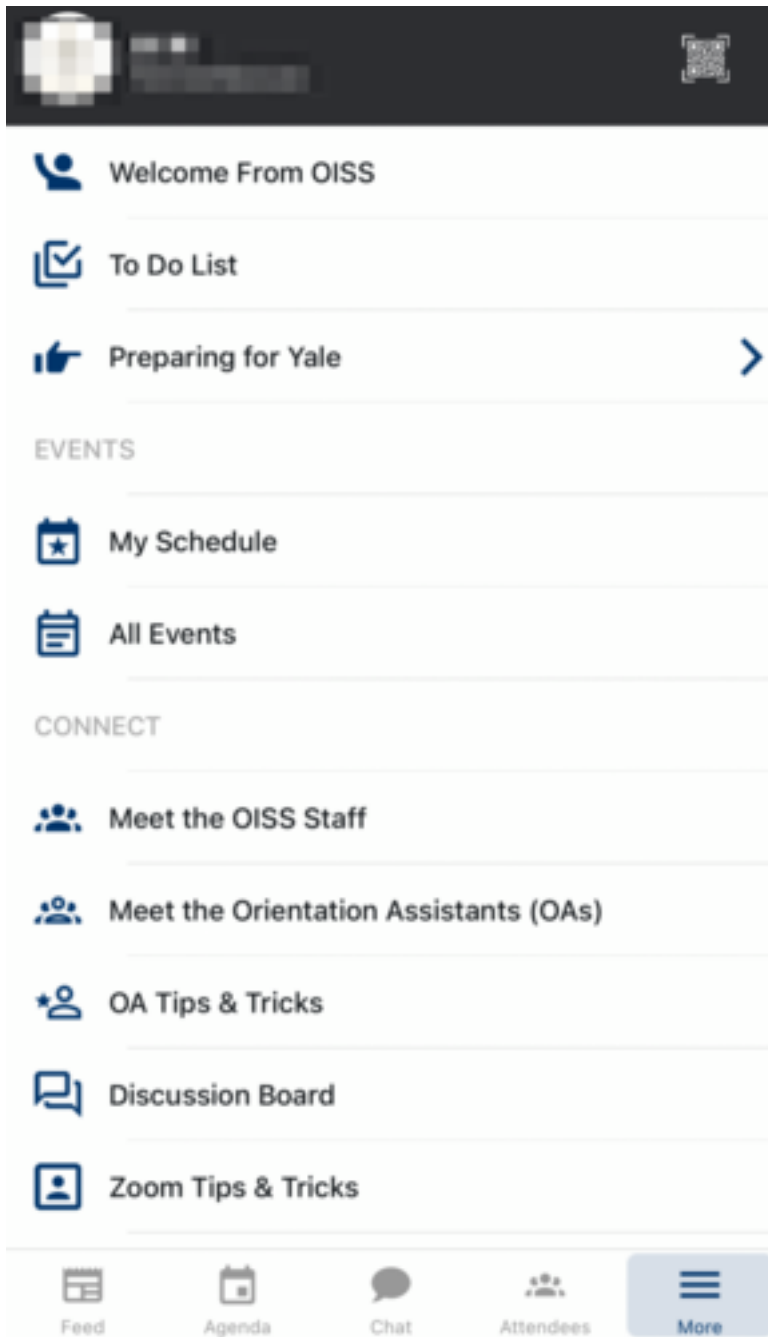 Welcome From OISS
To Do List
Preparing for Yale
EVENTS
My Schedule
All Events
CONNECT
Meet the OISS Staff
Meet the Orientation Assistants (OAs)
OA Tips & Tricks
Discussion Board
Zoom Tips & Tricks
Feed Agenda Chat Attendees More